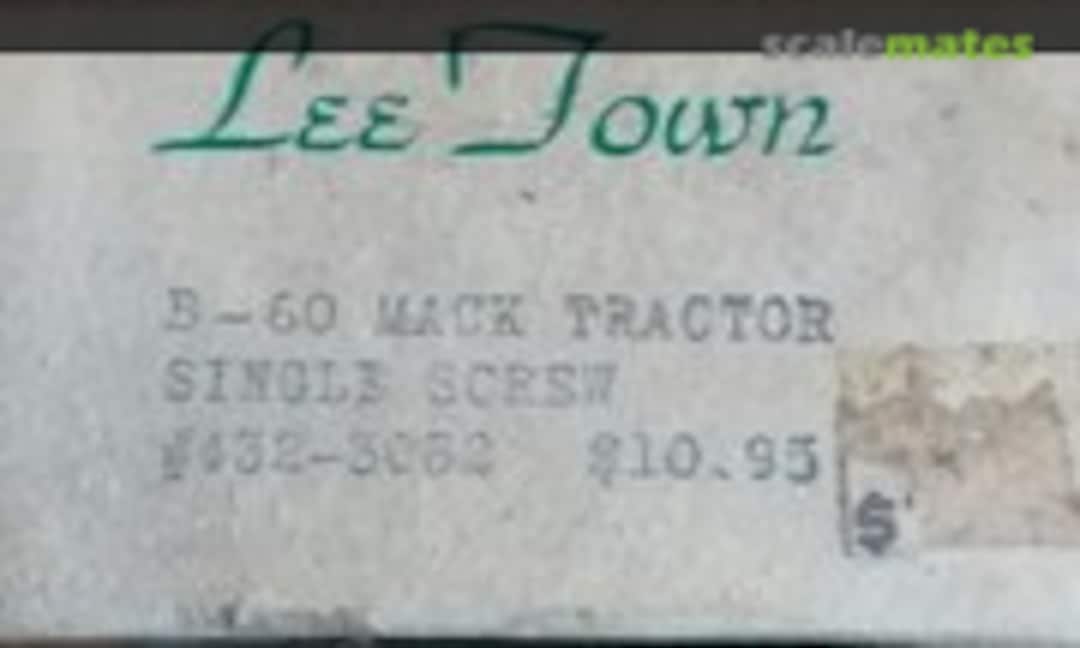 scalemates
Lee Town
B-60 MACK TRACTOR
SINGLE SCREW
#432-3082 $10.95
$